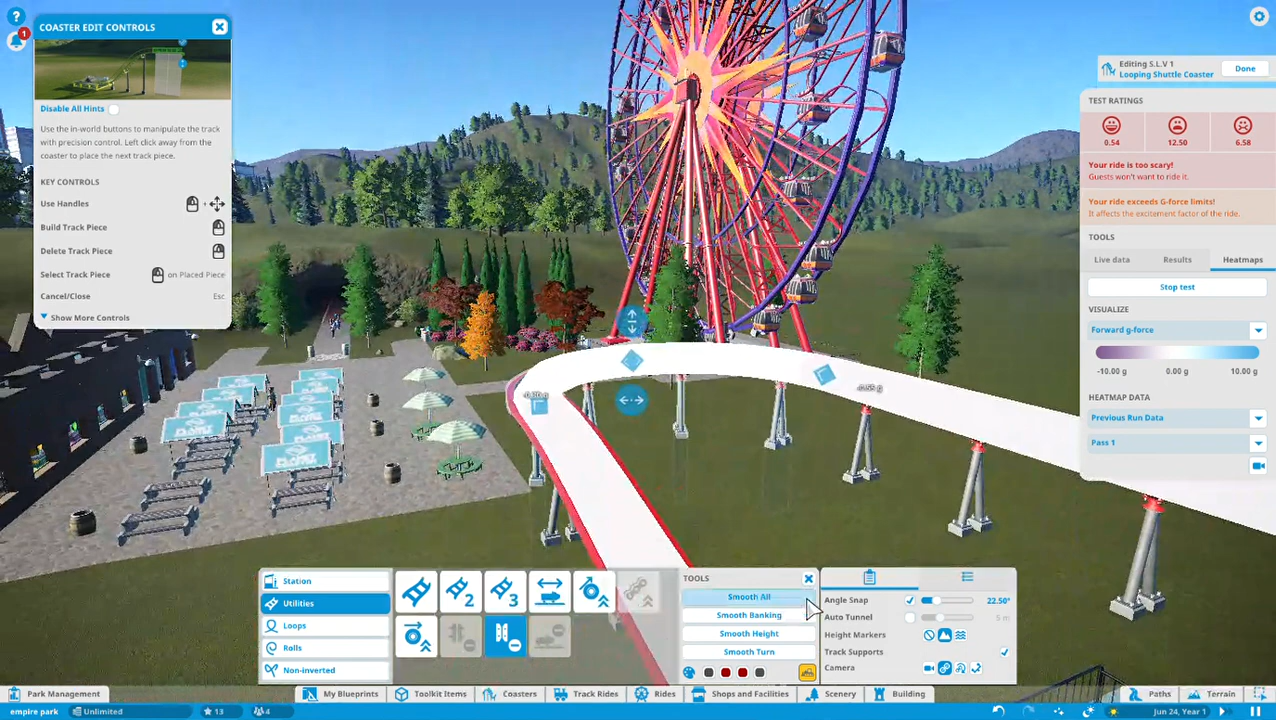 ?
1
COASTER EDIT CONTROLS
Disable All Hints
Use the in-world buttons to manipulate the track
with precision control. Left click away from the
coaster to place the next track piece.
KEY CONTROLS
Use Handles
+
Build Track Piece
Delete Track Piece
Select Track Piece
on Placed Piece
Cancel/Close
Esc
Show More Controls
Editing S.L.V 1
Looping Shuttle Coaster
Done
TEST RATINGS
0.54
12.50
6.58
Your ride is too scary!
Guests won't want to ride it.
Your ride exceeds G-force limits!
It affects the excitement factor of the ride.
TOOLS
Live data
Results
Heatmaps
Stop test
VISUALIZE
Forward g-force
-10.00 g
0.00 g
10.00 g
HEATMAP DATA
Previous Run Data
Pass 1
PLANET
Station
Utilities
Loops
Rolls
Non-inverted
2
3
TOOLS
Smooth All
Smooth Banking
Smooth Height
Smooth Turn
Angle Snap
22.50°
Auto Tunnel
5 m
Height Markers
Track Supports
Camera
Park Management
My Blueprints
Toolkit Items
Coasters
Track Rides
Rides
Shops and Facilities
Scenery
Building
Paths
Terrain
empire park
Unlimited
13
4
Jun 24, Year 1